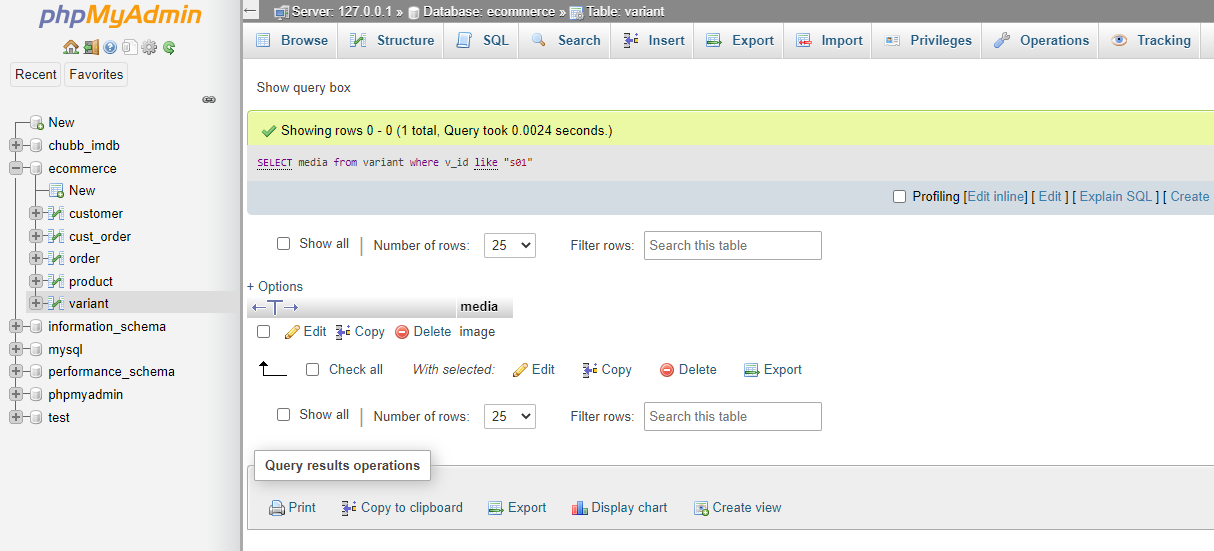 phpMyAdmin
Recent Favorites
New
chubb_imdb
ecommerce
New
customer
cust_order
order
product
variant
information_schema
mysql
performance_schema
phpmyadmin
test
Server: 127.0.0.1 » Database: ecommerce » Table: variant
Browse Structure SQL Search Insert Export Import Privileges Operations Tracking
Show query box
Showing rows 0 - 0 (1 total, Query took 0.0024 seconds.)
SELECT media from variant where v_id like "s01"
Profiling [Edit inline] [ Edit ] [ Explain SQL ] [ Create
Show all | Number of rows: 25 Filter rows: Search this table
+ Options
←T→ media
Edit Copy Delete image
Check all With selected: Edit Copy Delete Export
Show all | Number of rows: 25 Filter rows: Search this table
Query results operations
Print Copy to clipboard Export Display chart Create view